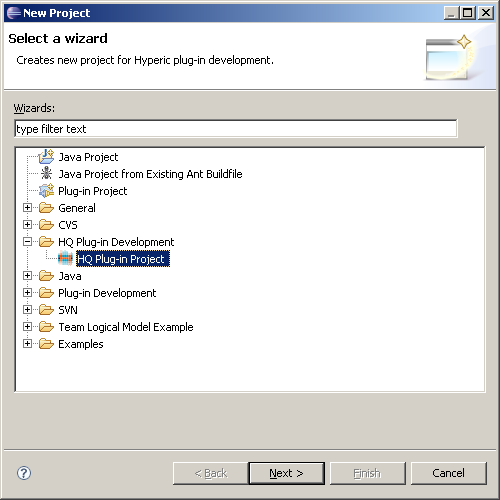 New Project
Select a wizard
Creates new project for Hyperic plug-in development.
Wizards:
type filter text
Java Project
Java Project from Existing Ant Buildfile
Plug-in Project
General
CVS
HQ Plug-in Development
HQ Plug-in Project
Java
Plug-in Development
SVN
Team Logical Model Example
Examples
?
< Back Next > Finish Cancel